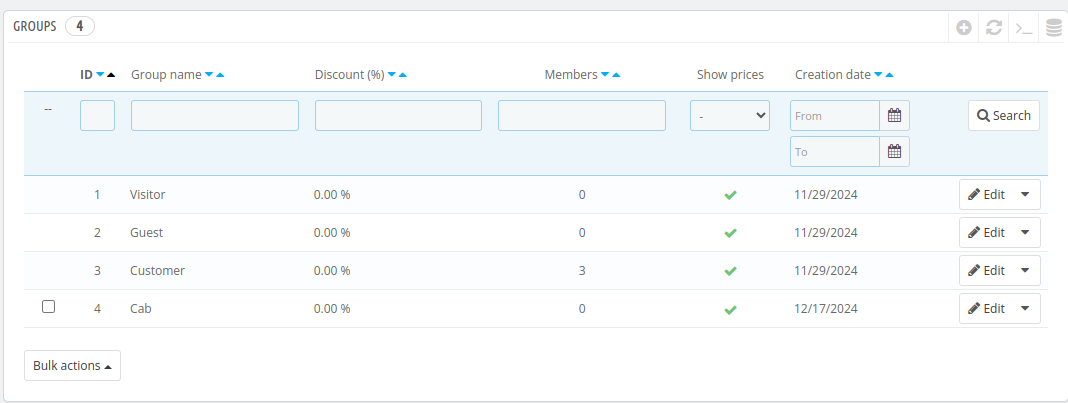 GROUPS 4
ID Group name Discount (%) Members Show prices Creation date
-- - From Search
To
1 Visitor 0.00 % 0 11/29/2024 Edit
2 Guest 0.00 % 0 11/29/2024 Edit
3 Customer 0.00 % 3 11/29/2024 Edit
4 Cab 0.00 % 0 12/17/2024 Edit
Bulk actions